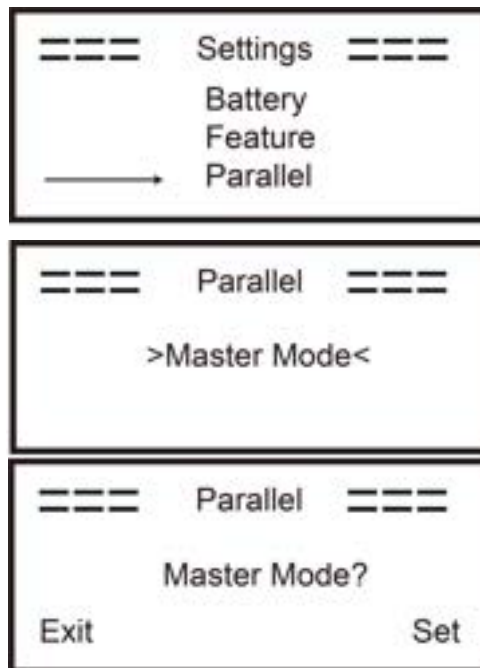 === Settings ===
Battery
Feature
Parallel
=== Parallel ===
>Master Mode<
=== Parallel ===
Master Mode?
Exit Set